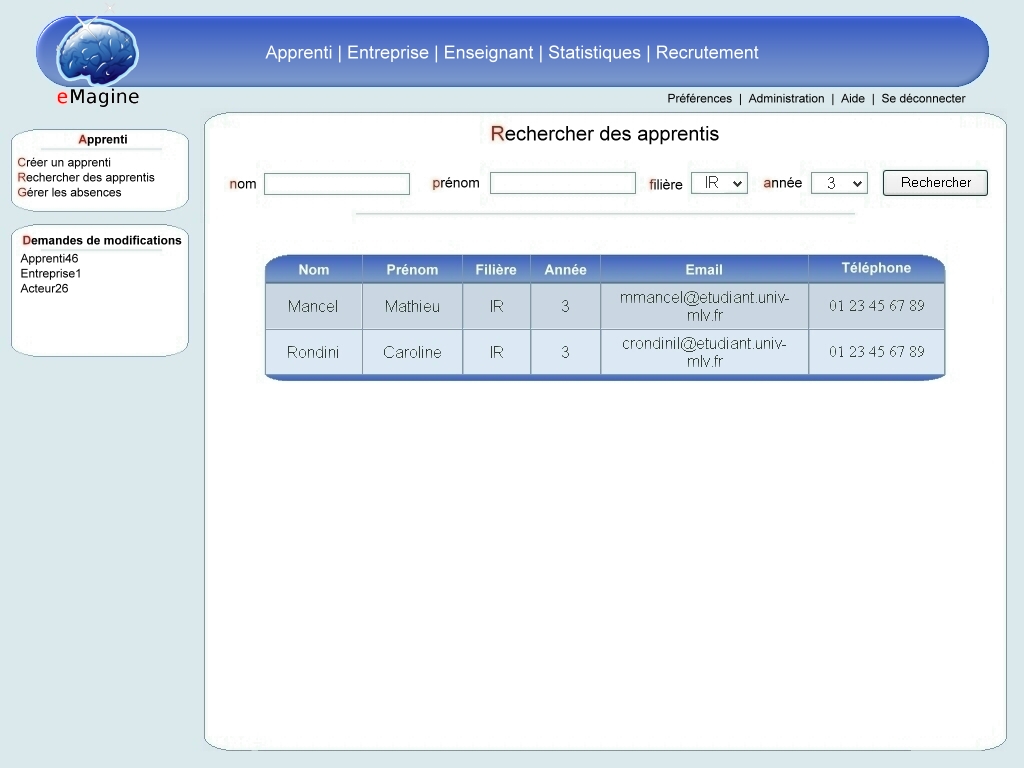 Apprenti | Entreprise | Enseignant | Statistiques | Recrutement
eMagine
Préférences | Administration | Aide | Se déconnecter
Apprenti
Créer un apprenti
Rechercher des apprentis
Gérer les absences
Demandes de modifications
Apprenti46
Entreprise1
Acteur26
Rechercher des apprentis
nom prénom filière IR année 3 Rechercher
Nom Prénom Filière Année Email Téléphone
Mancel Mathieu IR 3 mmancel@etudiant.univ-
mlv.fr 01 23 45 67 89
Rondini Caroline IR 3 crondinil@etudiant.univ-
mlv.fr 01 23 45 67 89